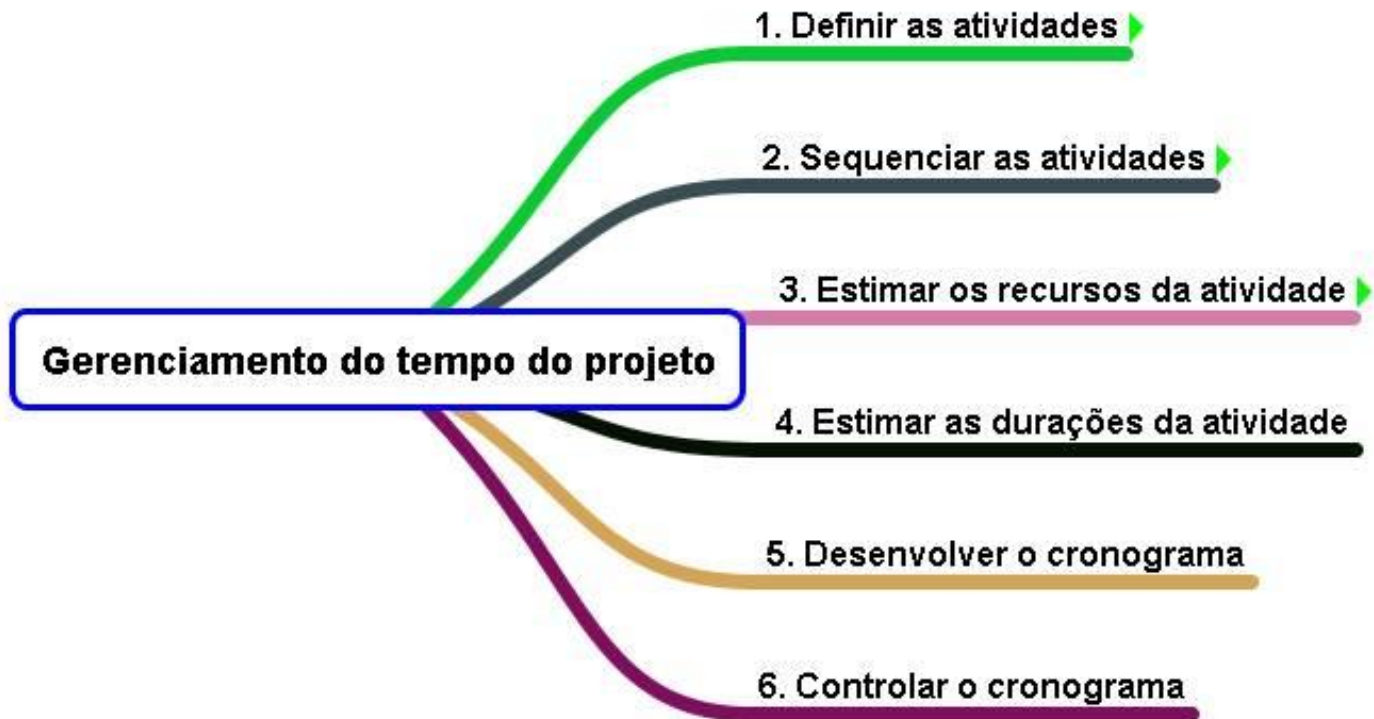 1. Definir as atividades
2. Sequenciar as atividades
3. Estimar os recursos da atividade
Gerenciamento do tempo do projeto
4. Estimar as durações da atividade
5. Desenvolver o cronograma
6. Controlar o cronograma